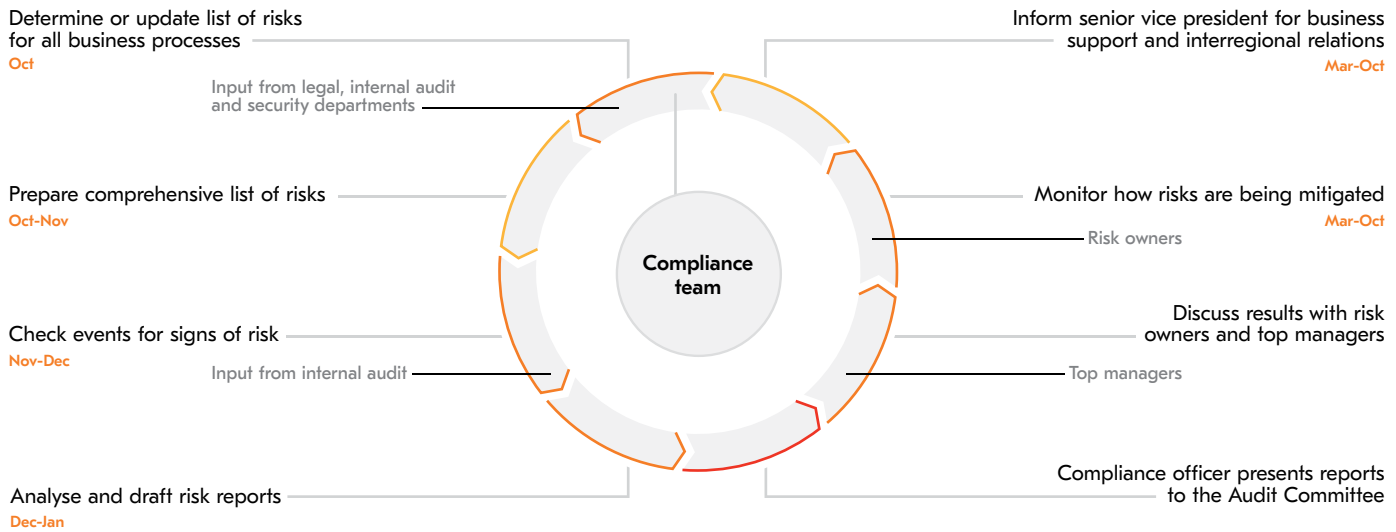 Determine or update list of risks
for all business processes
Oct
Input from legal, internal audit
and security departments
Prepare comprehensive list of risks
Oct-Nov
Check events for signs of risk
Nov-Dec
Input from internal audit
Analyse and draft risk reports
Dec-Jan
Compliance
team
Inform senior vice president for business
support and interregional relations
Mar-Oct
Monitor how risks are being mitigated
Mar-Oct
Risk owners
Discuss results with risk
owners and top managers
Top managers
Compliance officer presents reports
to the Audit Committee